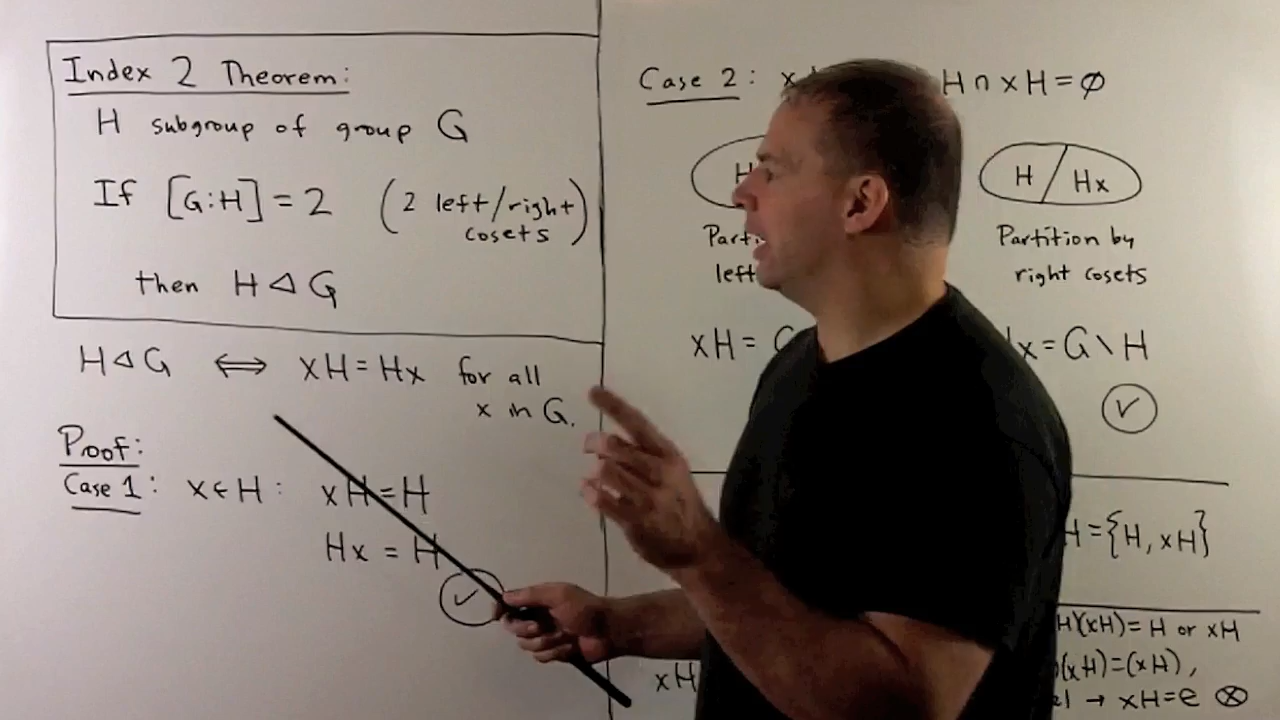 Index 2 Theorem:
H subgroup of group G
If [G:H] = 2 (2 left/right cosets)
then H ⊲ G
H ⊲ G ⟺ xH = Hx for all
x in G.
Proof:
Case 1: x ∈ H: xH = H
Hx = H
✓
Case 2: x H ∩ xH = ∅
H / Hx
Partition by
right cosets
left
xH =
x = G \ H
✓
H = {H, xH}
H)(xH) = H or xH
(xH) = (xH),
xH
→ xH = e ⊗